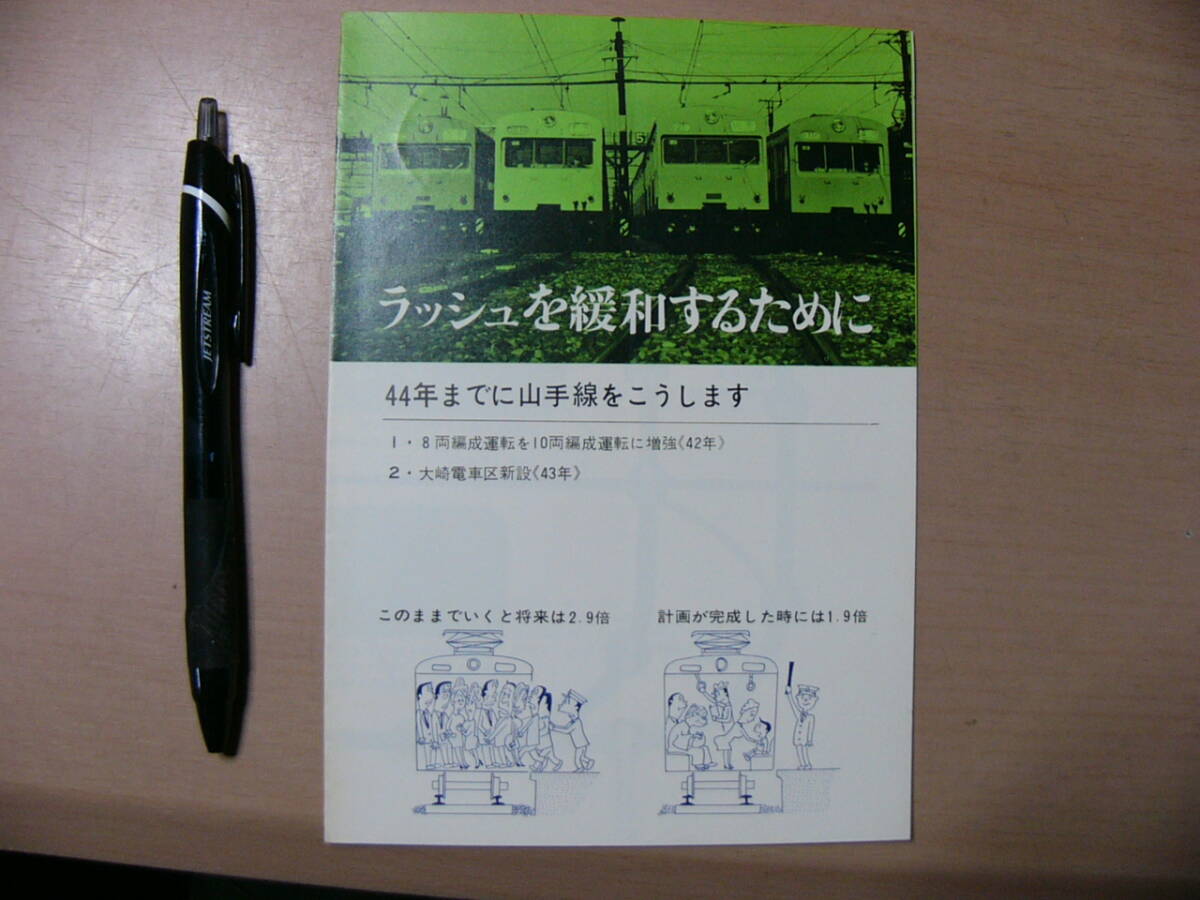 JETSTREAM
5
ラッシュを緩和するために
44年までに山手線をこうします
1・8両編成運転を10両編成運転に増強《42年》
2・大崎電車区新設《43年》
このままでいくと将来は2.9倍
計画が完成した時には1.9倍